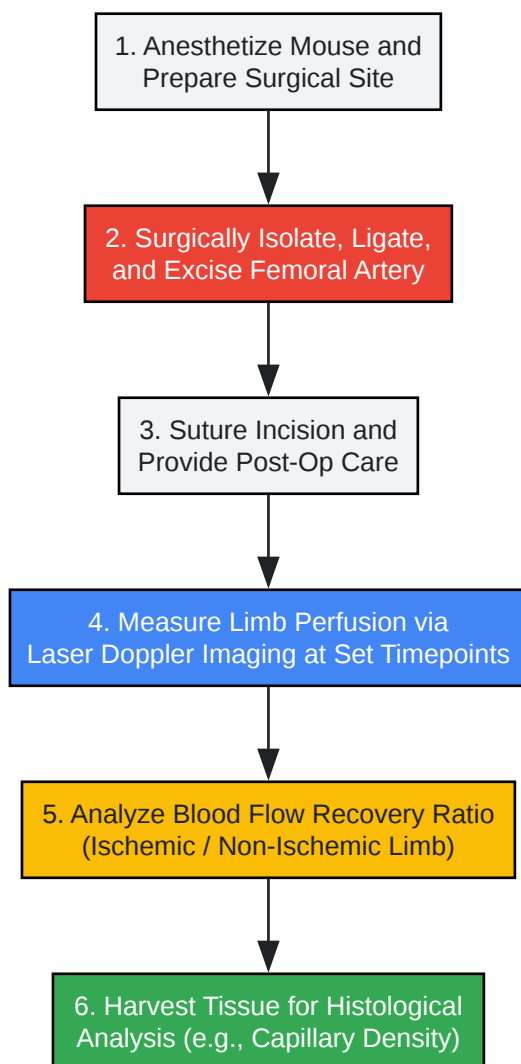 1. Anesthetize Mouse and
Prepare Surgical Site
2. Surgically Isolate, Ligate,
and Excise Femoral Artery
3. Suture Incision and
Provide Post-Op Care
4. Measure Limb Perfusion via
Laser Doppler Imaging at Set Timepoints
5. Analyze Blood Flow Recovery Ratio
(Ischemic / Non-Ischemic Limb)
6. Harvest Tissue for Histological
Analysis (e.g., Capillary Density)